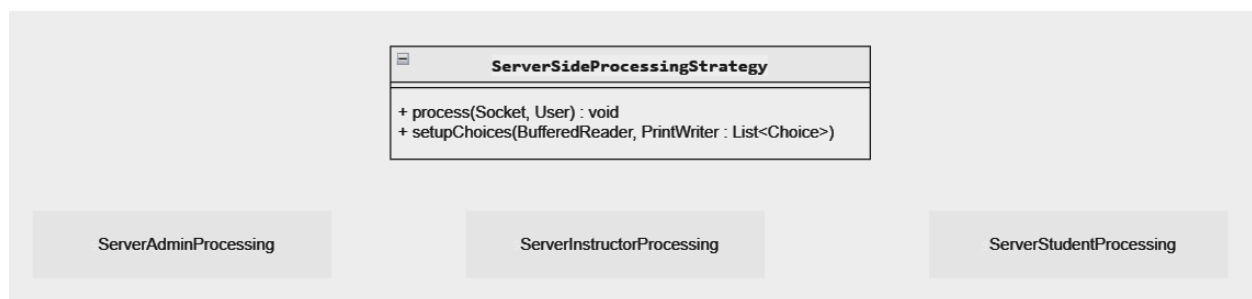 ServerSideProcessingStrategy
+ process(Socket, User) : void
+ setupChoices(BufferedReader, PrintWriter : List<Choice>)
ServerAdminProcessing
ServerInstructorProcessing
ServerStudentProcessing